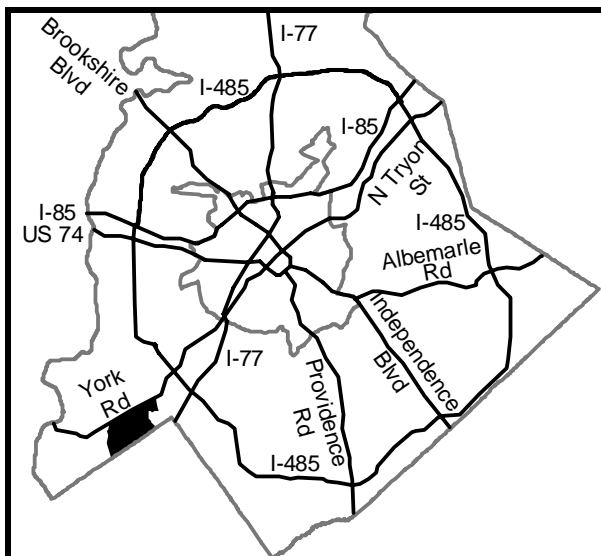 I-77
Brookshire
Blvd
I-485
I-85
N Tryon
St
I-85
US 74
I-485
Albemarle
Rd
Independence
Blvd
I-77
Providence
Rd
York
Rd
I-485